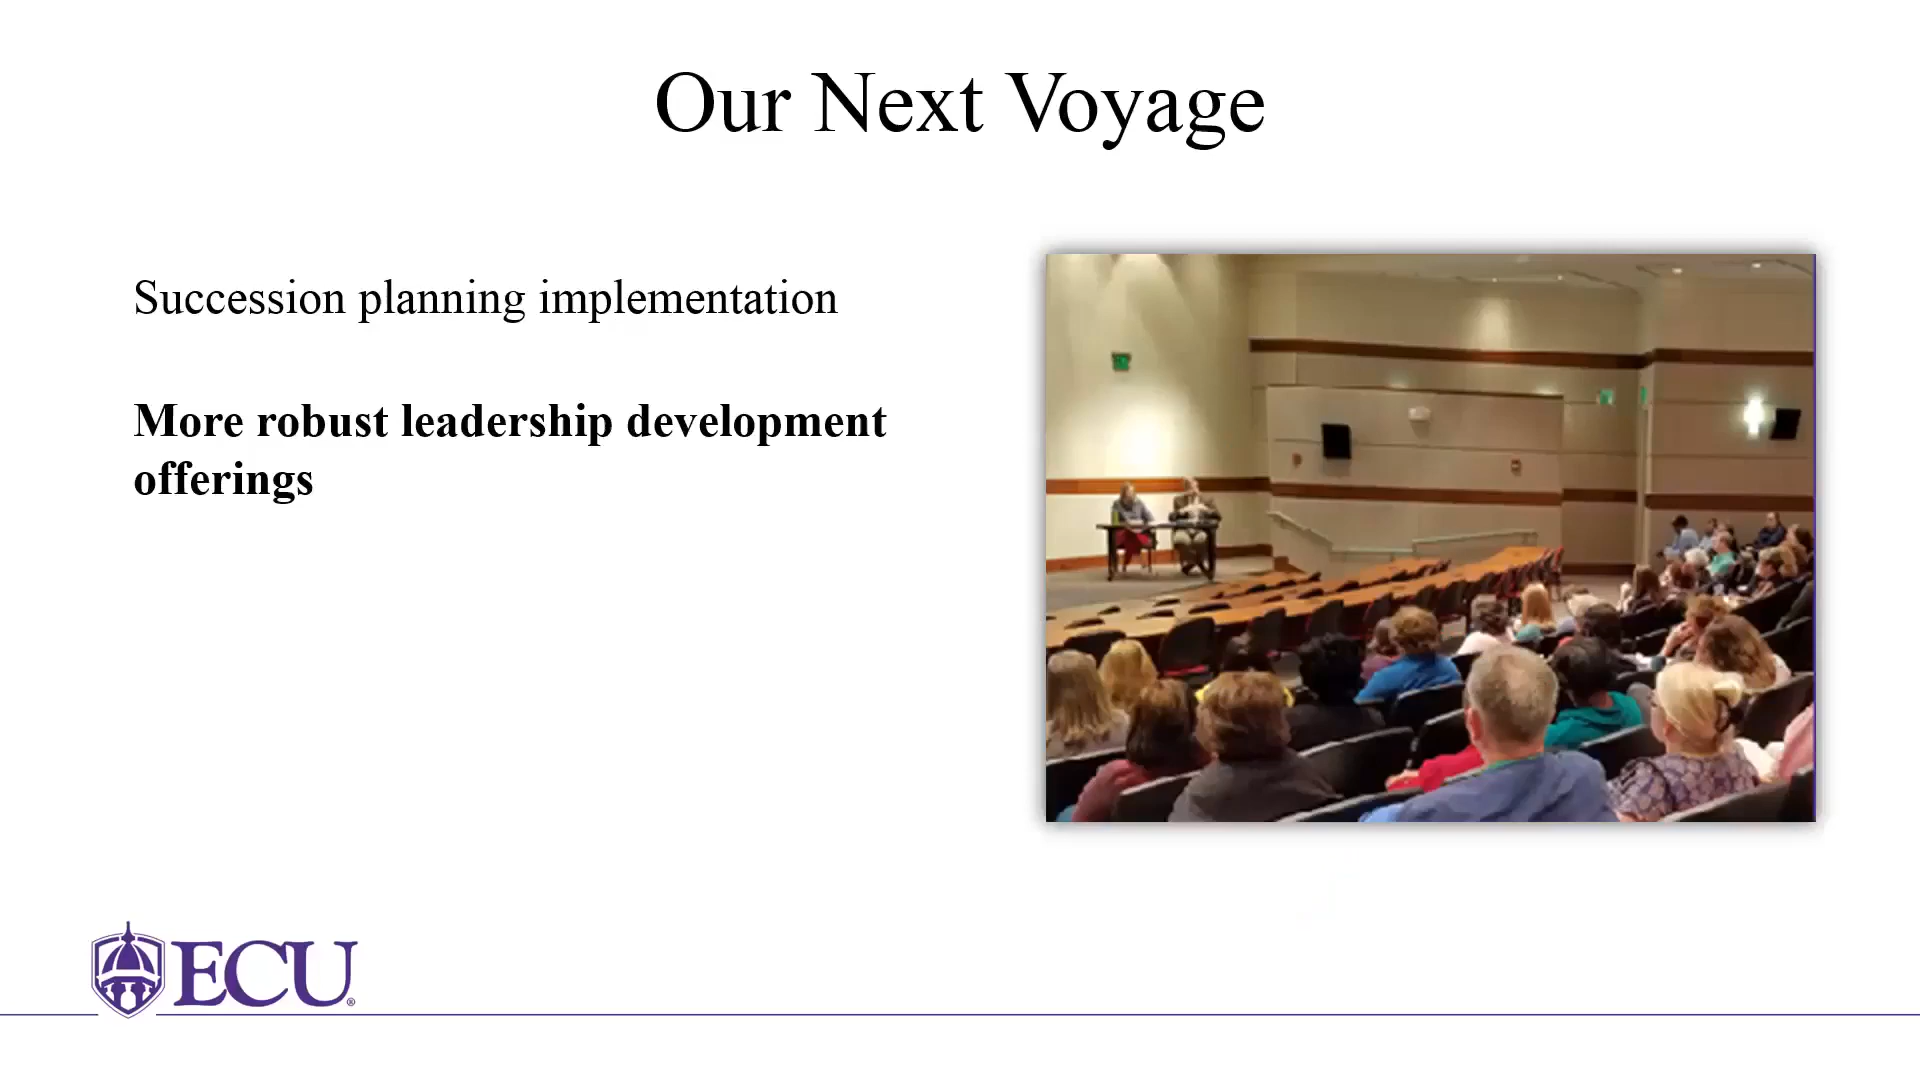 Our Next Voyage
Succession planning implementation
More robust leadership development
offerings
ECU®